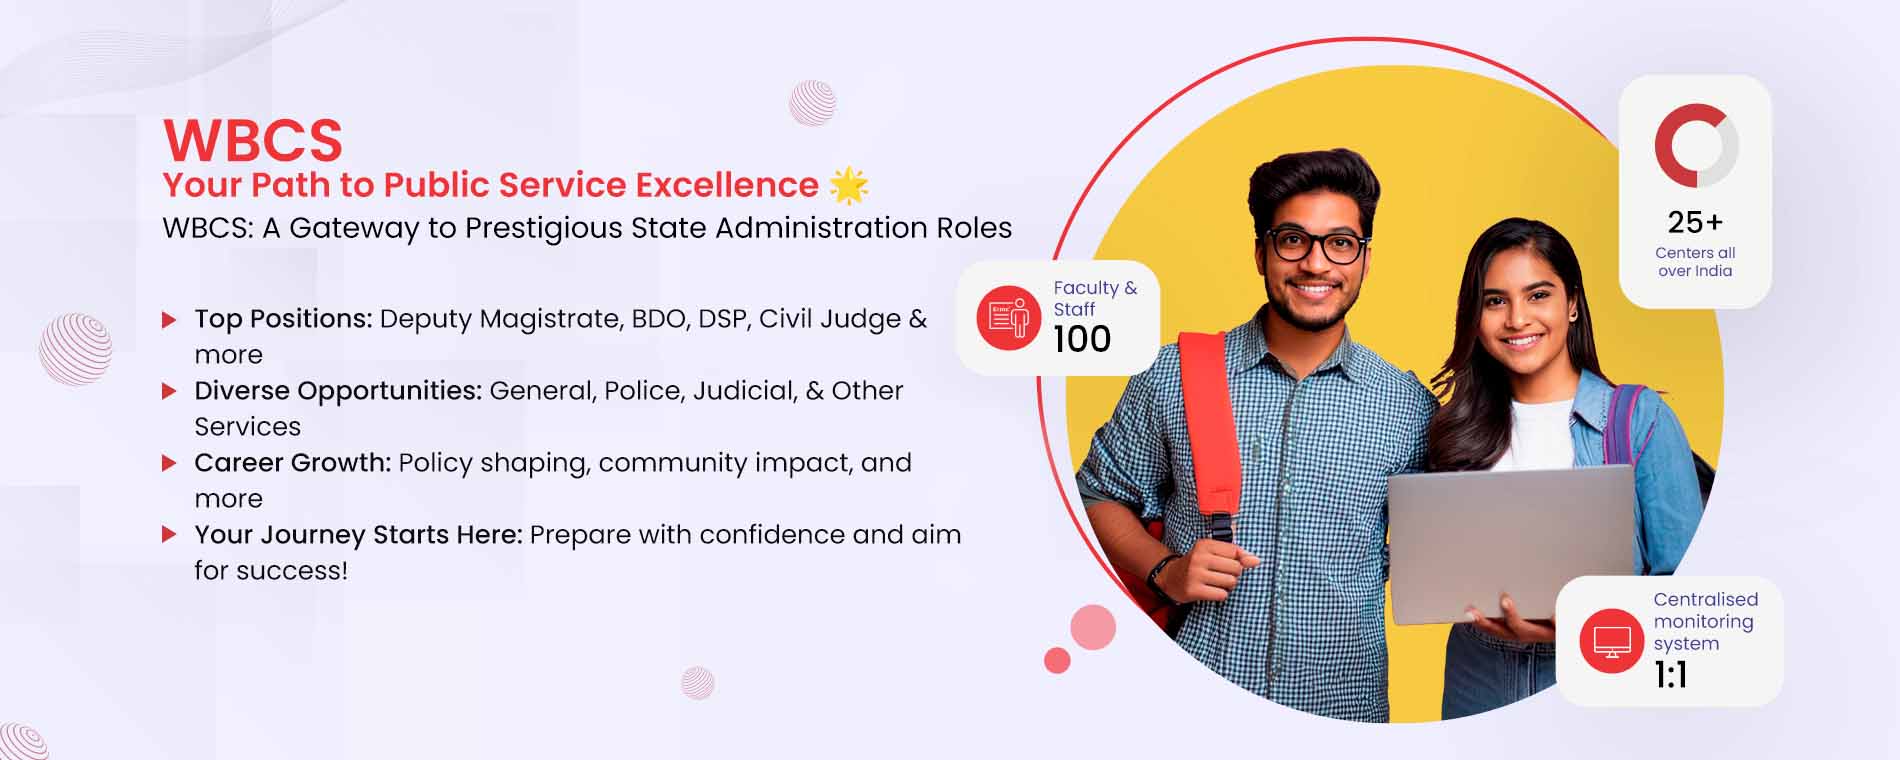 WBCS
Your Path to Public Service Excellence 🌟
WBCS: A Gateway to Prestigious State Administration Roles
Top Positions: Deputy Magistrate, BDO, DSP, Civil Judge &
more
Diverse Opportunities: General, Police, Judicial, & Other
Services
Career Growth: Policy shaping, community impact, and
more
Your Journey Starts Here: Prepare with confidence and aim
for success!
Faculty &
Staff
100
25+
Centers all
over India
Centralised
monitoring
system
1:1